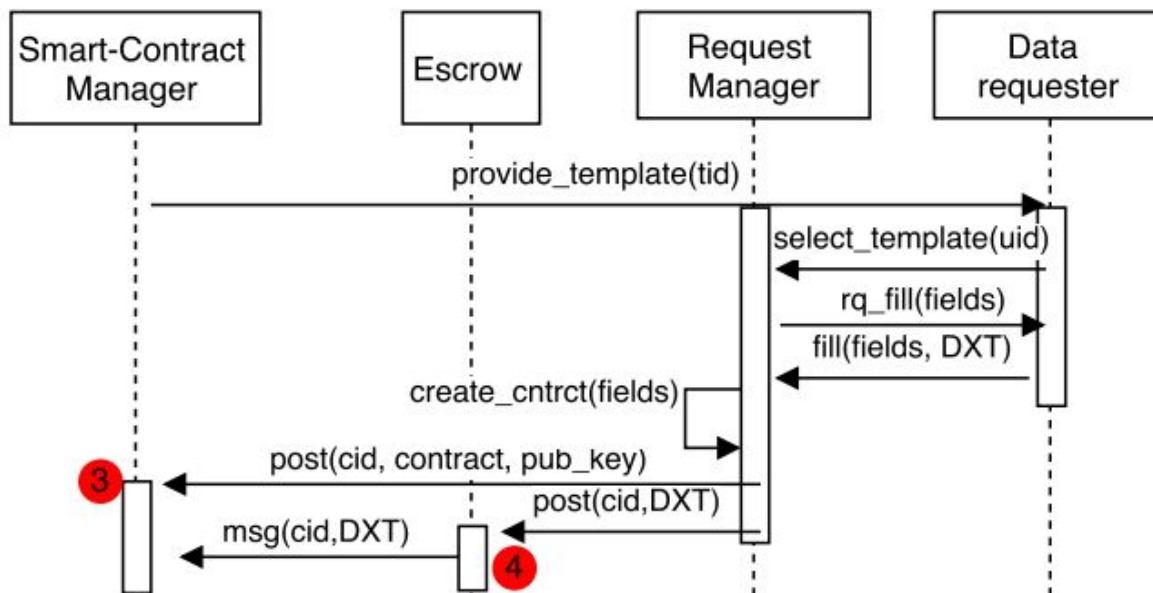 Smart-Contract
Manager
Escrow
Request
Manager
Data
requester
provide_template(tid)
select_template(uid)
rq_fill(fields)
fill(fields, DXT)
create_cntrct(fields)
post(cid, contract, pub_key)
3
post(cid,DXT)
msg(cid,DXT)
4